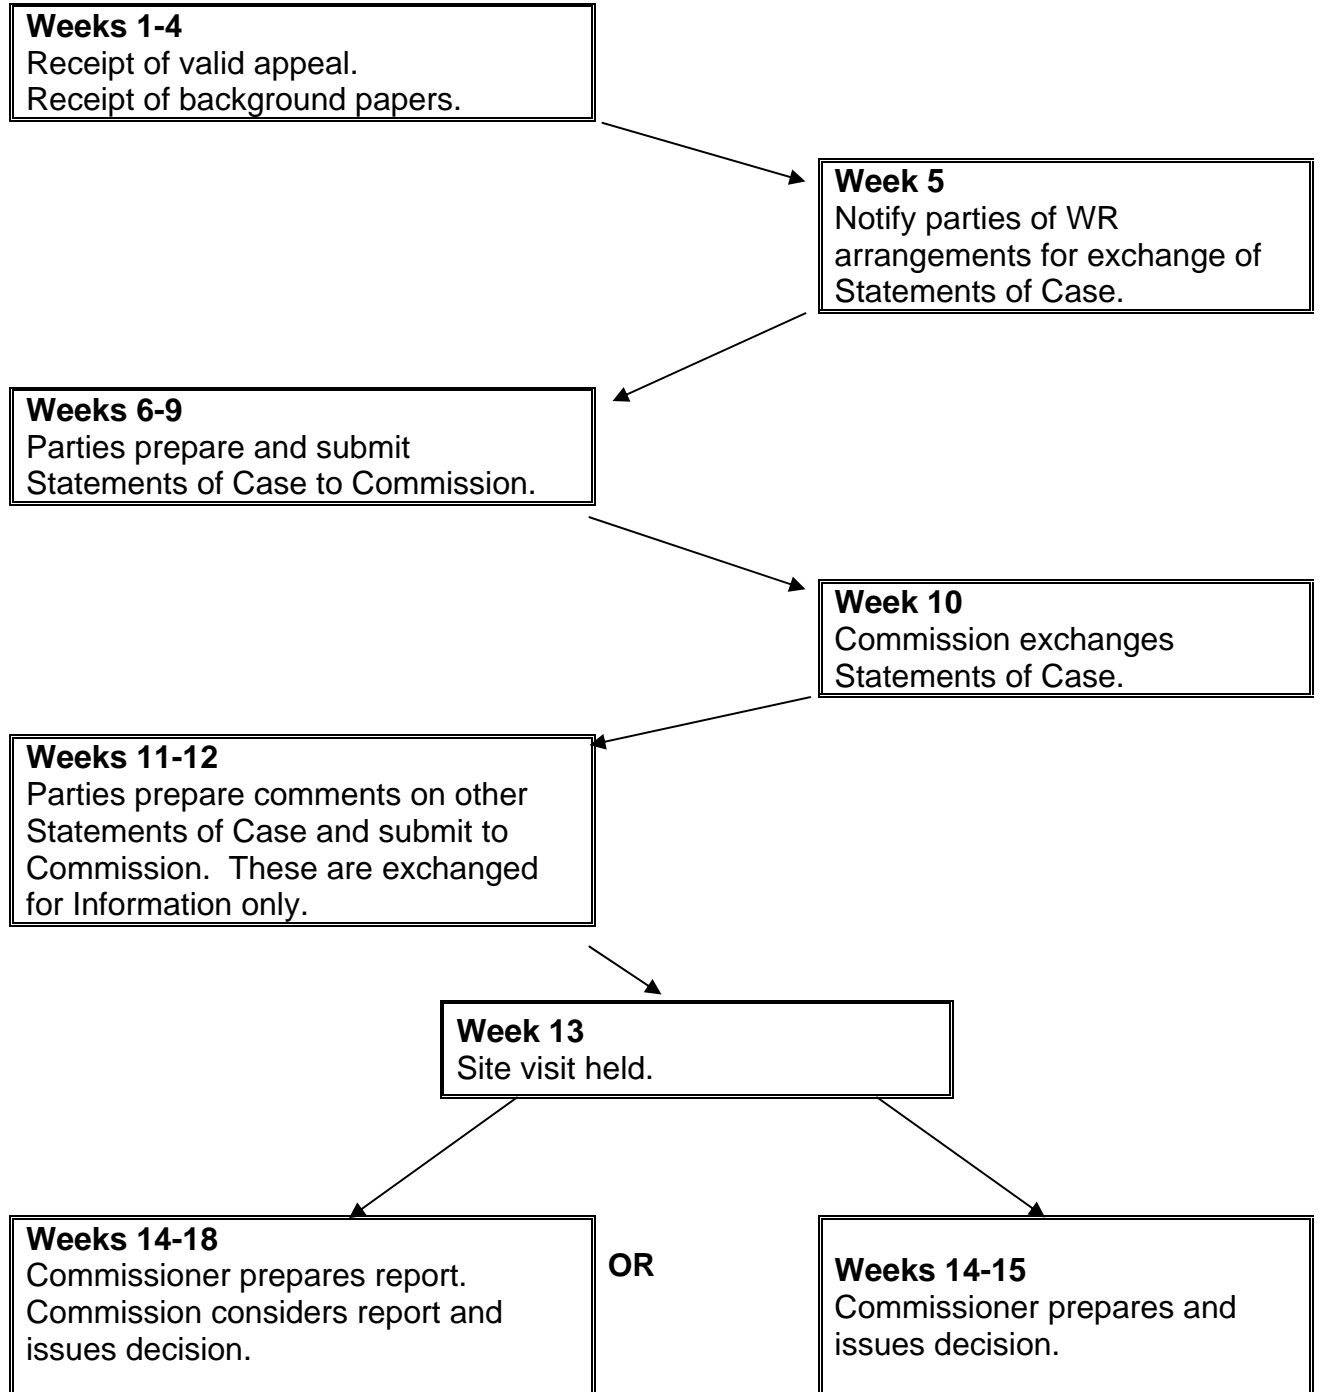 Weeks 1-4
Receipt of valid appeal.
Receipt of background papers.
Week 5
Notify parties of WR
arrangements for exchange of
Statements of Case.
Weeks 6-9
Parties prepare and submit
Statements of Case to Commission.
Week 10
Commission exchanges
Statements of Case.
Weeks 11-12
Parties prepare comments on other
Statements of Case and submit to
Commission.  These are exchanged
for Information only.
Week 13
Site visit held.
Weeks 14-18
Commissioner prepares report.
Commission considers report and
issues decision.
OR
Weeks 14-15
Commissioner prepares and
issues decision.